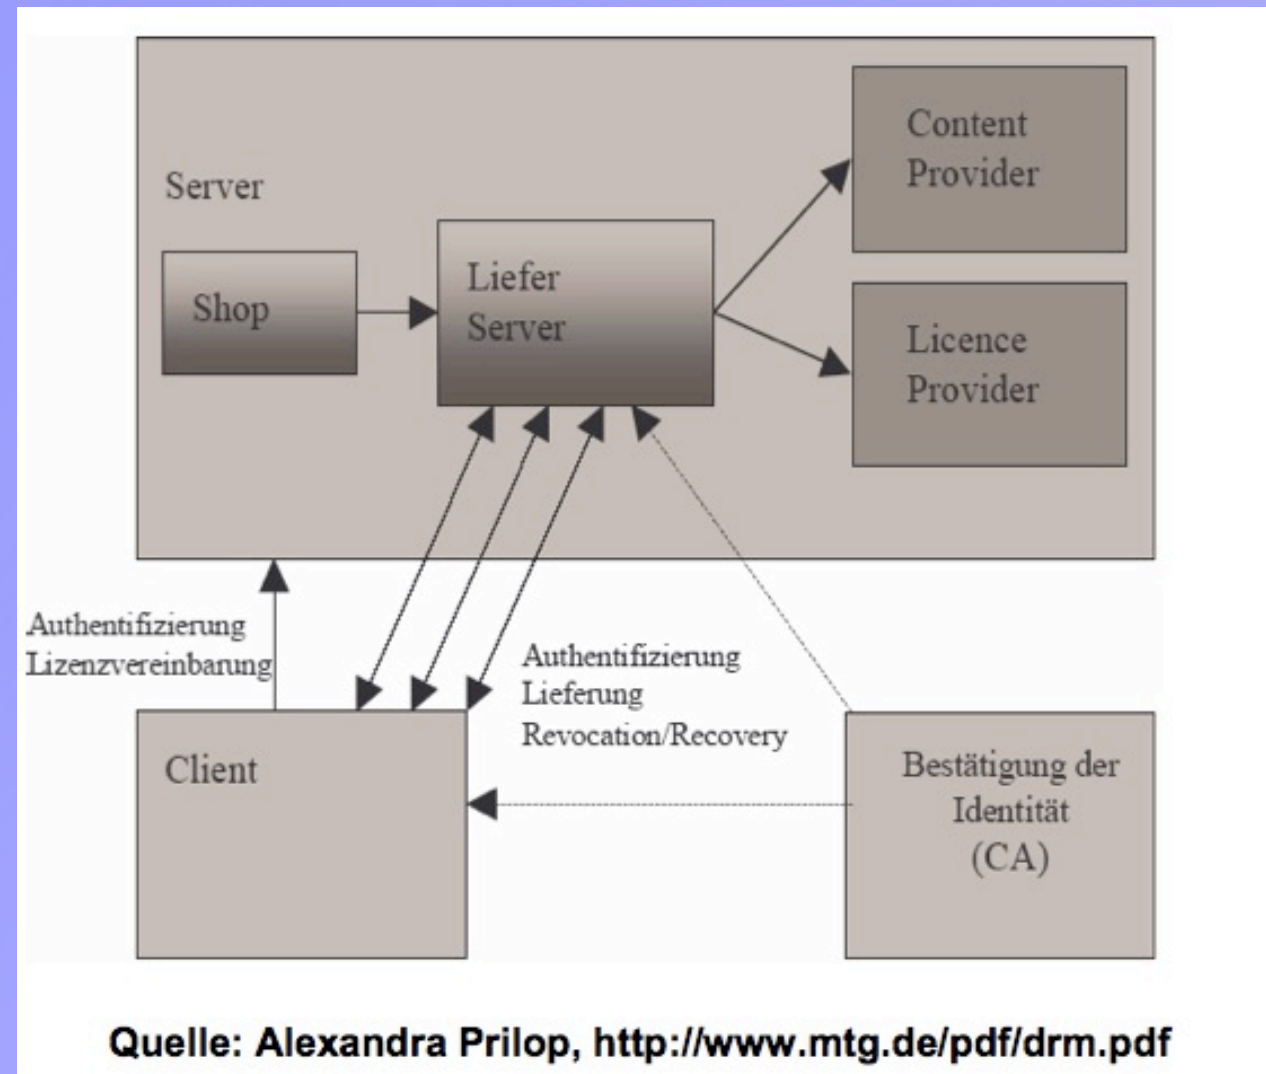 Server
Shop
Liefer
Server
Content
Provider
Licence
Provider
Authentifizierung
Lizenzvereinbarung
Authentifizierung
Lieferung
Revocation/Recovery
Client
Bestätigung der
Identität
(CA)
Quelle: Alexandra Prilop, http://www.mtg.de/pdf/drm.pdf